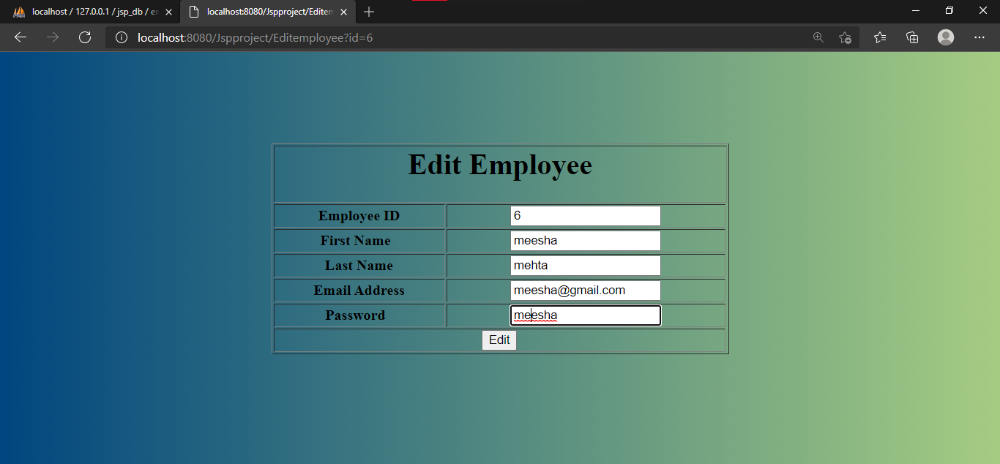 localhost / 127.0.0.1 / jsp_db / er
localhost:8080/Jspproject/Editem
localhost:8080/Jspproject/Editemployee?id=6
Edit Employee
Employee ID 6
First Name meesha
Last Name mehta
Email Address meesha@gmail.com
Password meesha
Edit